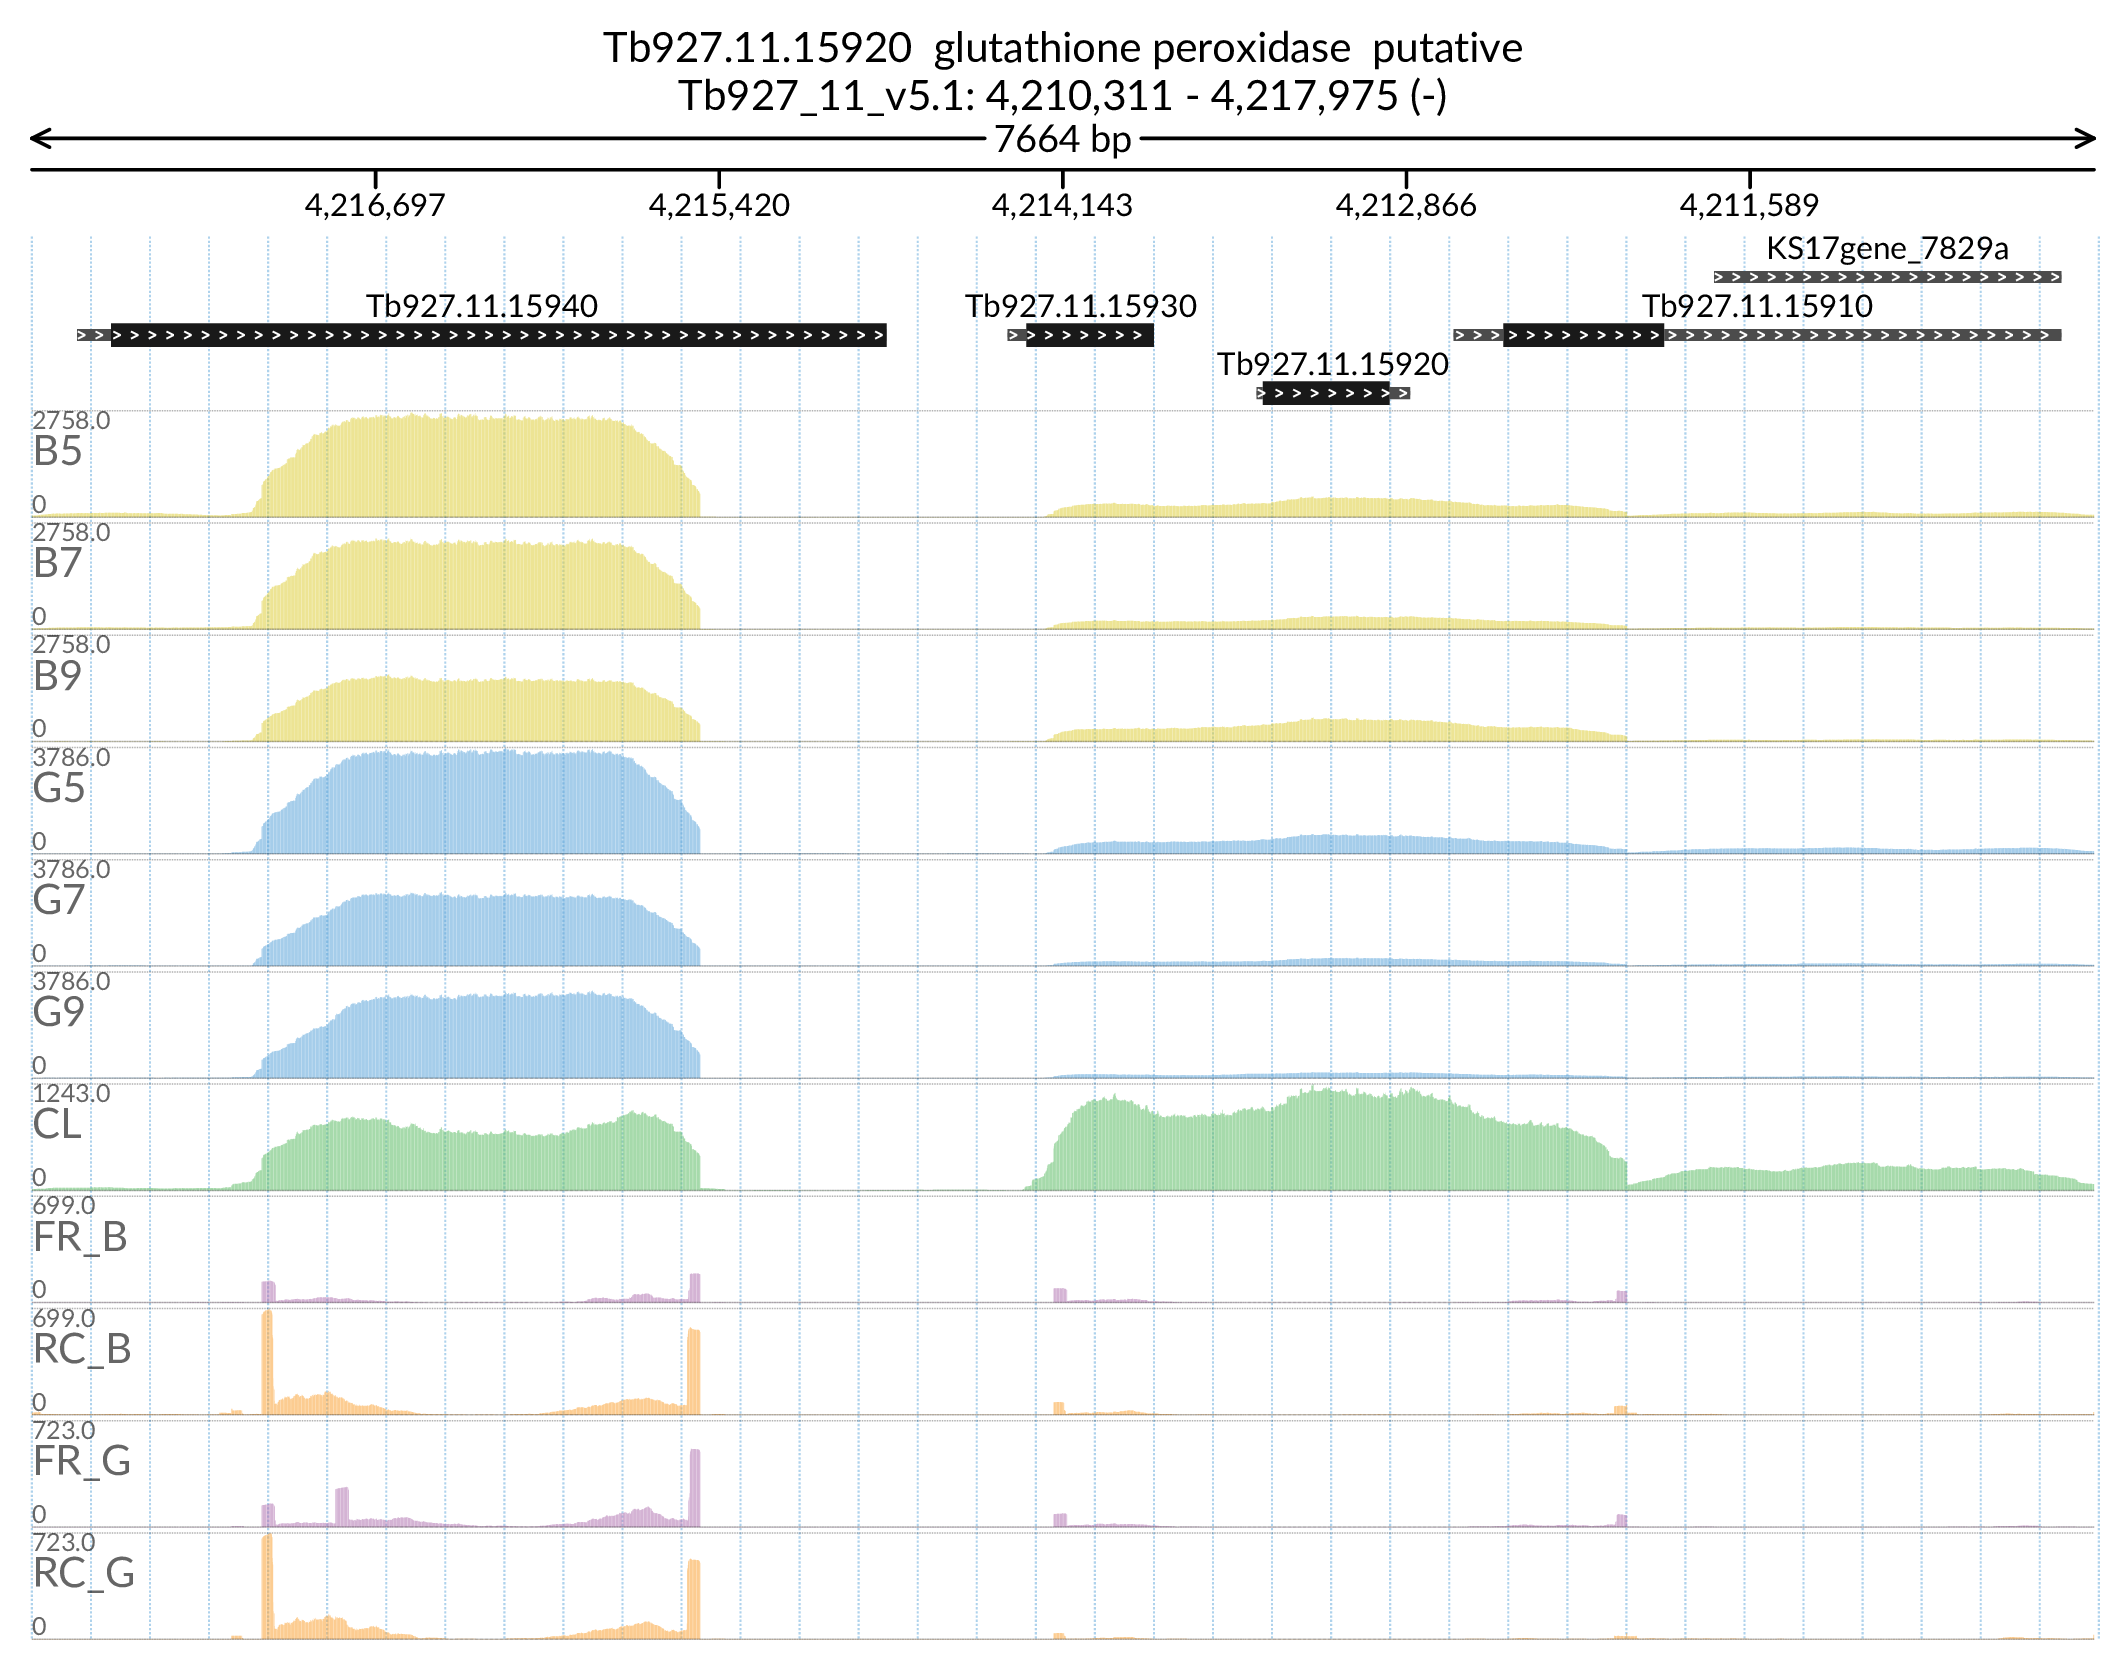 Tb927.11.15920  glutathione peroxidase  putative
Tb927_11_v5.1: 4,210,311 - 4,217,975 (-)
7664 bp
4,216,697 4,215,420 4,214,143 4,212,866 4,211,589
KS17gene_7829a
Tb927.11.15940 Tb927.11.15930 Tb927.11.15910
Tb927.11.15920
2758.0
B5
0
2758.0
B7
0
2758.0
B9
0
3786.0
G5
0
3786.0
G7
0
3786.0
G9
0
1243.0
CL
0
699.0
FR_B
0
699.0
RC_B
0
723.0
FR_G
0
723.0
RC_G
0